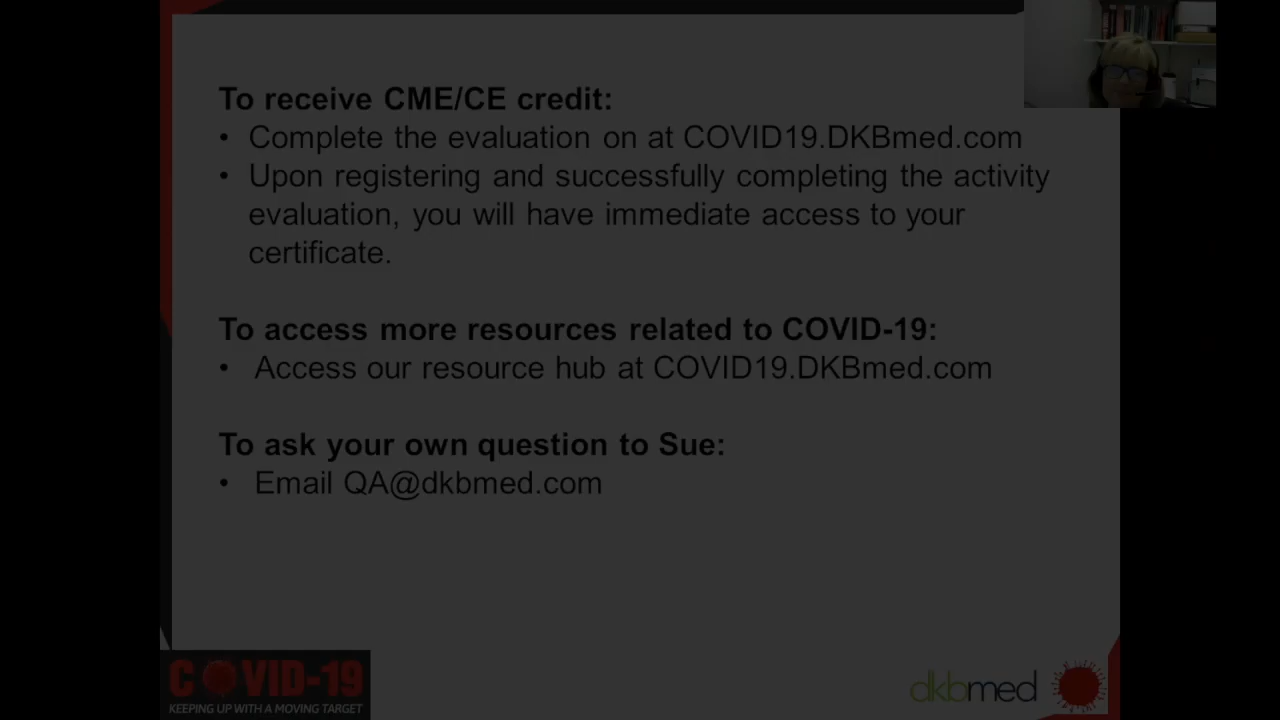 To receive CME/CE credit:
• Complete the evaluation on at COVID19.DKBmed.com
• Upon registering and successfully completing the activity
evaluation, you will have immediate access to your
certificate.
To access more resources related to COVID-19:
• Access our resource hub at COVID19.DKBmed.com
To ask your own question to Sue:
• Email QA@dkbmed.com
COVID-19
KEEPING UP WITH A MOVING TARGET
dkbmed